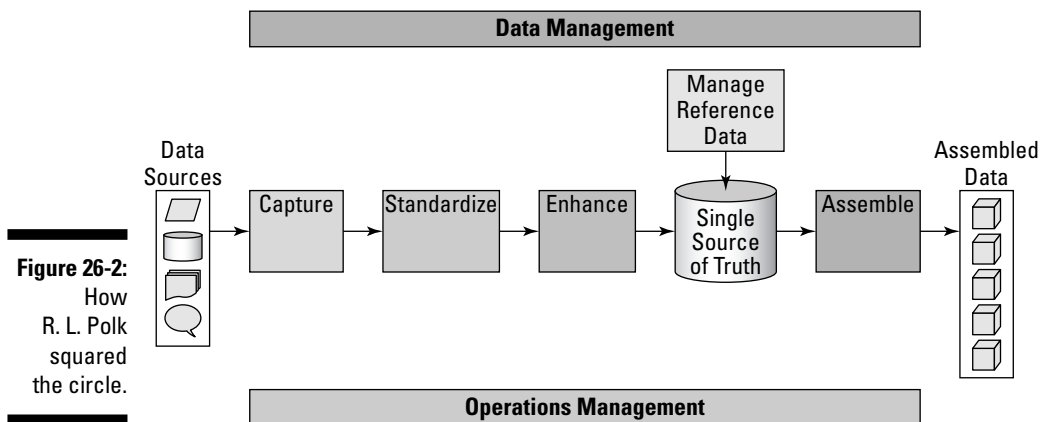 Data Management
Manage
Reference
Data
Data
Sources
Capture
Standardize
Enhance
Single
Source
of Truth
Assemble
Assembled
Data
Figure 26-2:
How
R. L. Polk
squared
the circle.
Operations Management